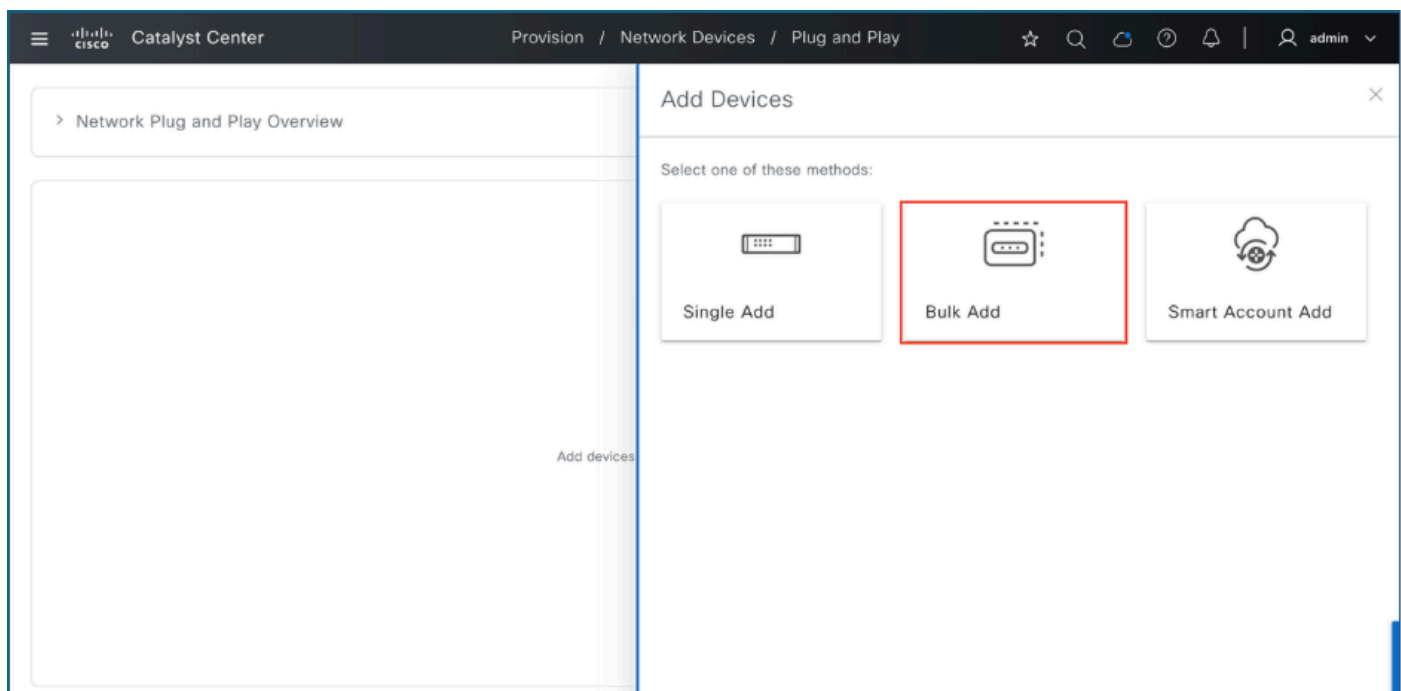 cisco Catalyst Center Provision / Network Devices / Plug and Play admin
Network Plug and Play Overview
Add Devices
Select one of these methods:
Single Add
Bulk Add
Smart Account Add
Add devices